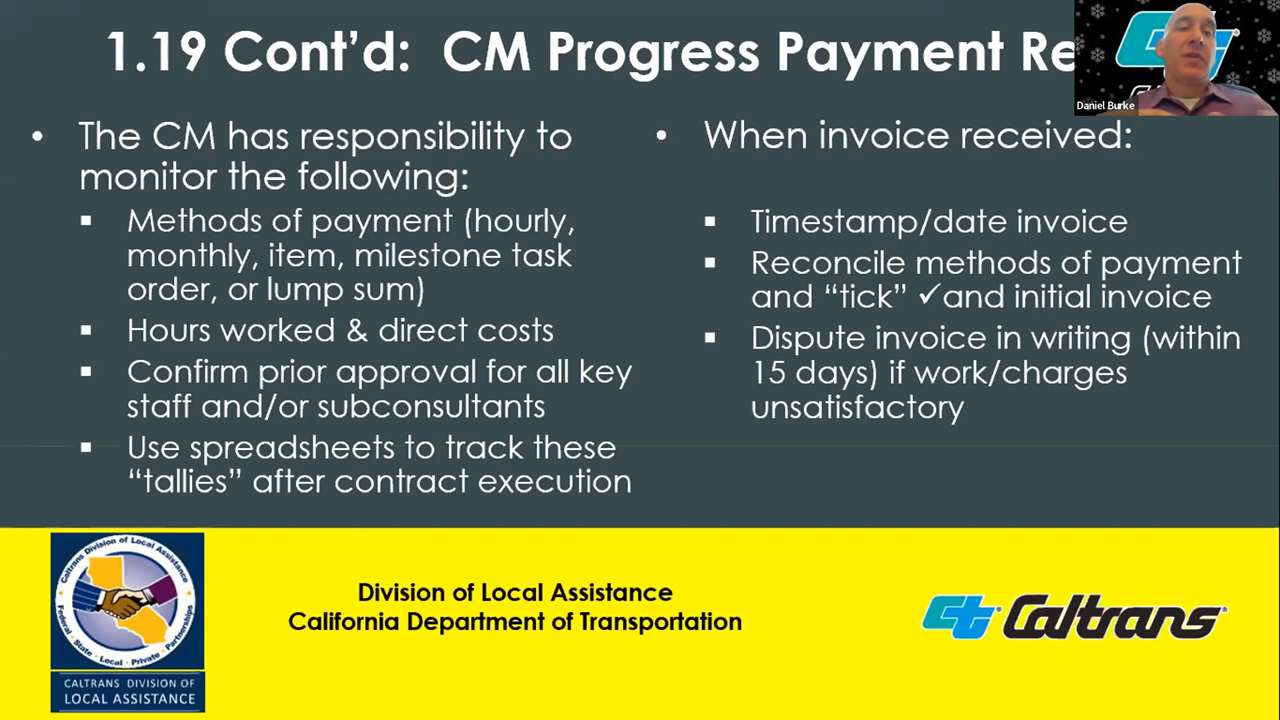 1.19 Cont’d: CM Progress Payment Re
Daniel Burke
• The CM has responsibility to
monitor the following:
▪ Methods of payment (hourly,
monthly, item, milestone task
order, or lump sum)
▪ Hours worked & direct costs
▪ Confirm prior approval for all key
staff and/or subconsultants
▪ Use spreadsheets to track these
“tallies” after contract execution
• When invoice received:
▪ Timestamp/date invoice
▪ Reconcile methods of payment
and “tick” ✓and initial invoice
▪ Dispute invoice in writing (within
15 days) if work/charges
unsatisfactory
Caltrans Division of Local Assistance
Federal - State - Local - Private - Partnerships
CALTRANS DIVISION OF
LOCAL ASSISTANCE
Division of Local Assistance
California Department of Transportation
ct Caltrans